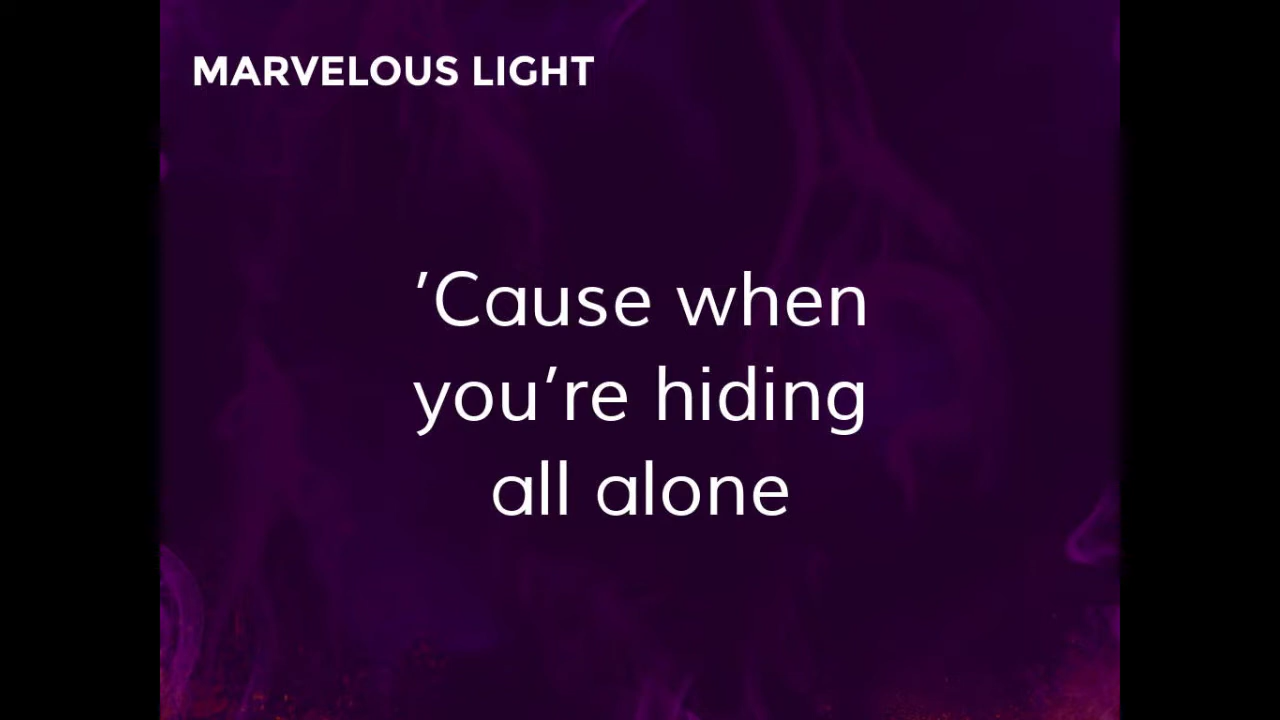 MARVELOUS LIGHT
’Cause when
you’re hiding
all alone